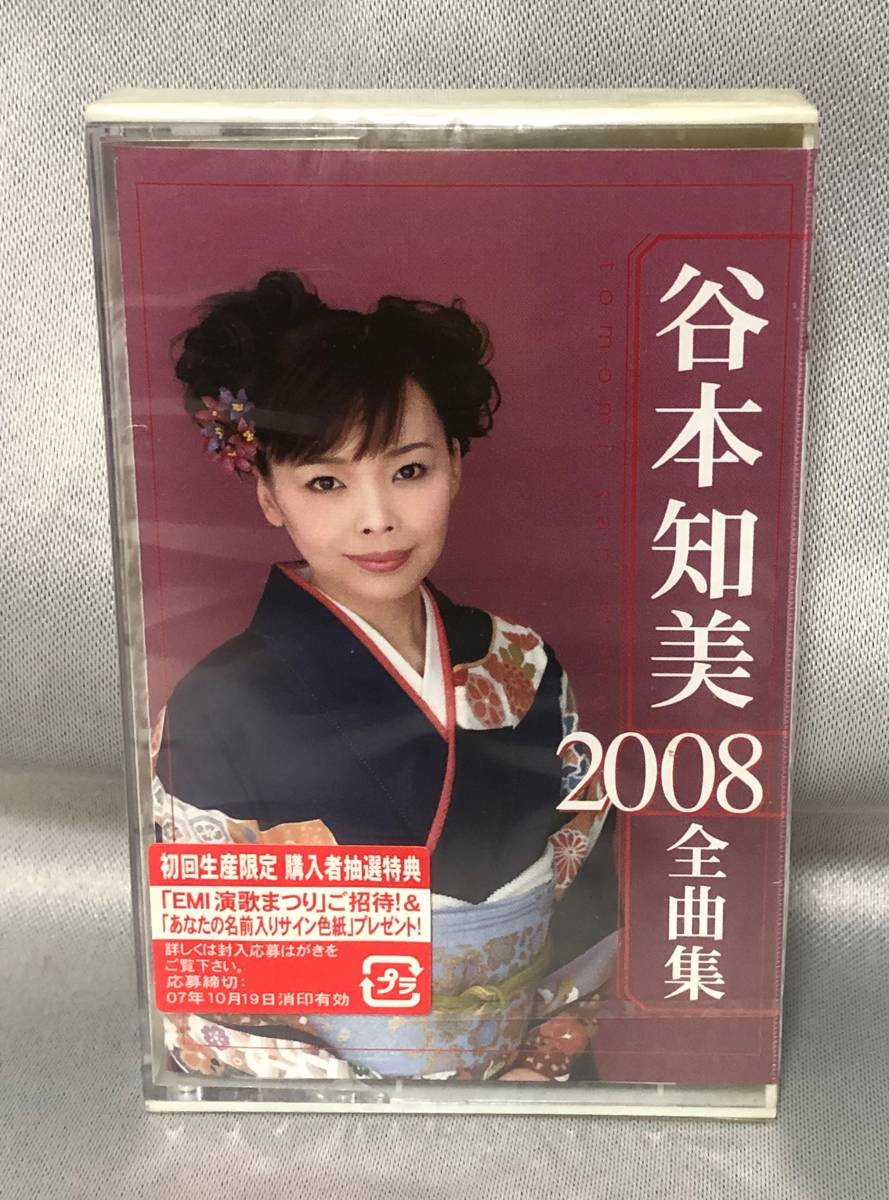 谷本知美
2008
全曲集
tomomi
初回生産限定 購入者抽選特典
「EMI演歌まつり」ご招待!&
「あなたの名前入りサイン色紙」プレゼント!
詳しくは封入応募はがきを
ご覧下さい。
応募締切:
07年10月19日消印有効
プラ